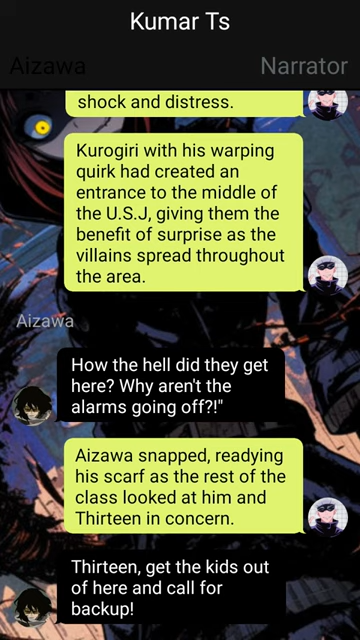 Kumar Ts
Aizawa
Narrator
shock and distress.
Kurogiri with his warping
quirk had created an
entrance to the middle of
the U.S.J, giving them the
benefit of surprise as the
villains spread throughout
the area.
Aizawa
How the hell did they get
here? Why aren't the
alarms going off?!"
Aizawa snapped, readying
his scarf as the rest of the
class looked at him and
Thirteen in concern.
Thirteen, get the kids out
of here and call for
backup!